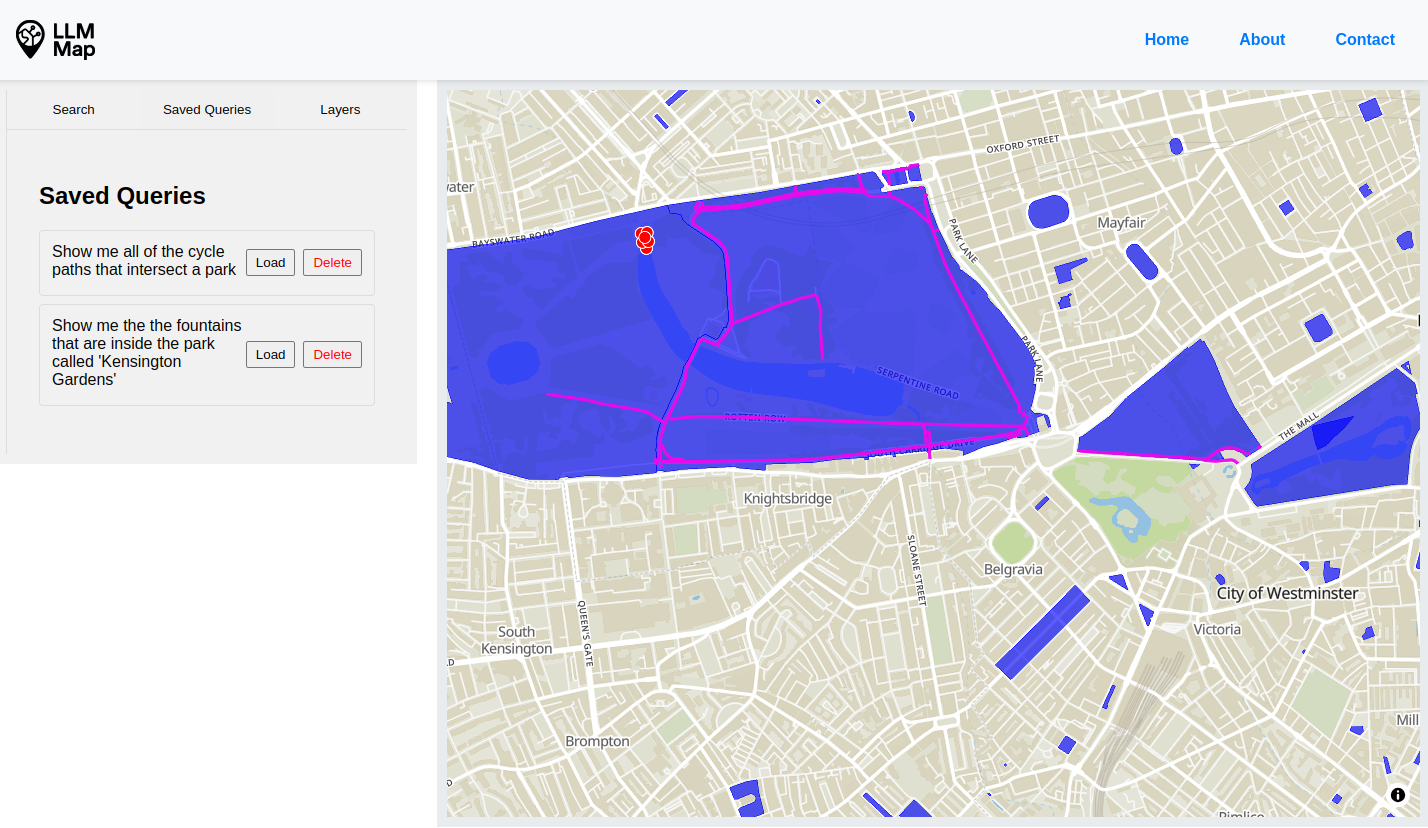 LLM
Map
Home
About
Contact
Search
Saved Queries
Layers
Saved Queries
Show me all of the cycle
paths that intersect a park
Load
Delete
Show me the the fountains
that are inside the park
called 'Kensington
Gardens'
Load
Delete
OXFORD STREET
water
Mayfair
BAYSWATER ROAD
PARK LANE
PARK LANE
SERPENTINE ROAD
ROTTEN ROW
SOUTH CARRIAGE DRIVE
THE MALL
Knightsbridge
SLOANE STREET
Belgravia
City of Westminster
QUEEN'S GATE
South
Kensington
Victoria
Brompton
Mill
Pimlico